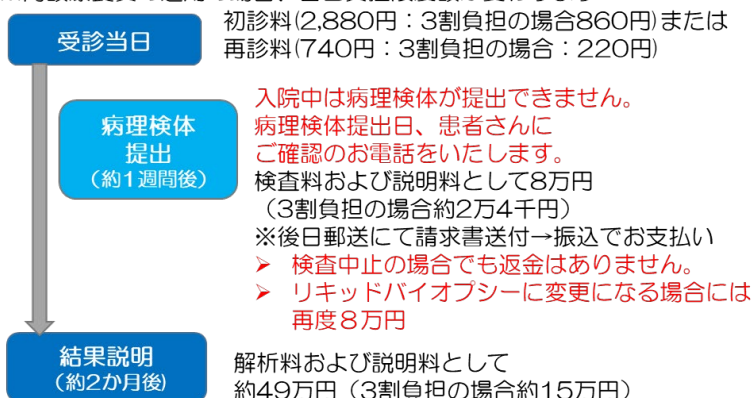 受診当日
初診料(2,880円：3割負担の場合860円)または
再診料(740円：3割負担の場合：220円)
病理検体
提出
（約1週間後）
入院中は病理検体が提出できません。
病理検体提出日、患者さんに
ご確認のお電話をいたします。
検査料および説明料として8万円
（3割負担の場合約2万4千円）
※後日郵送にて請求書送付→振込でお支払い
➢ 検査中止の場合でも返金はありません。
➢ リキッドバイオプシーに変更になる場合には
再度８万円
結果説明
（約2か月後)
解析料および説明料として
約49万円（3割負担の場合約15万円）